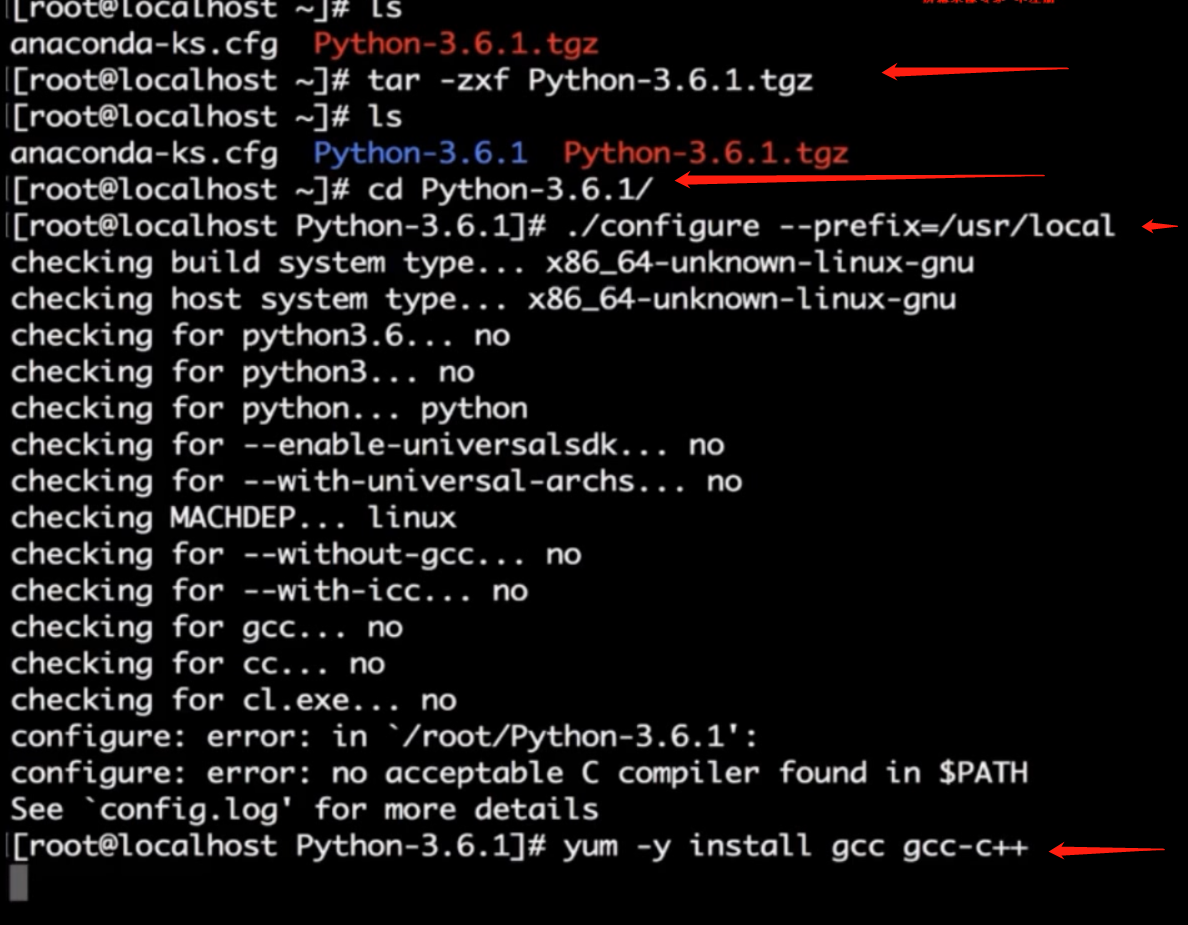 [root@localhost ~]# ls
anaconda-ks.cfg  Python-3.6.1.tgz
[root@localhost ~]# tar -zxf Python-3.6.1.tgz
[root@localhost ~]# ls
anaconda-ks.cfg  Python-3.6.1  Python-3.6.1.tgz
[root@localhost ~]# cd Python-3.6.1/
[root@localhost Python-3.6.1]# ./configure --prefix=/usr/local
checking build system type... x86_64-unknown-linux-gnu
checking host system type... x86_64-unknown-linux-gnu
checking for python3.6... no
checking for python3... no
checking for python... python
checking for --enable-universalsdk... no
checking for --with-universal-archs... no
checking MACHDEP... linux
checking for --without-gcc... no
checking for --with-icc... no
checking for gcc... no
checking for cc... no
checking for cl.exe... no
configure: error: in `/root/Python-3.6.1':
configure: error: no acceptable C compiler found in $PATH
See `config.log' for more details
[root@localhost Python-3.6.1]# yum -y install gcc gcc-c++